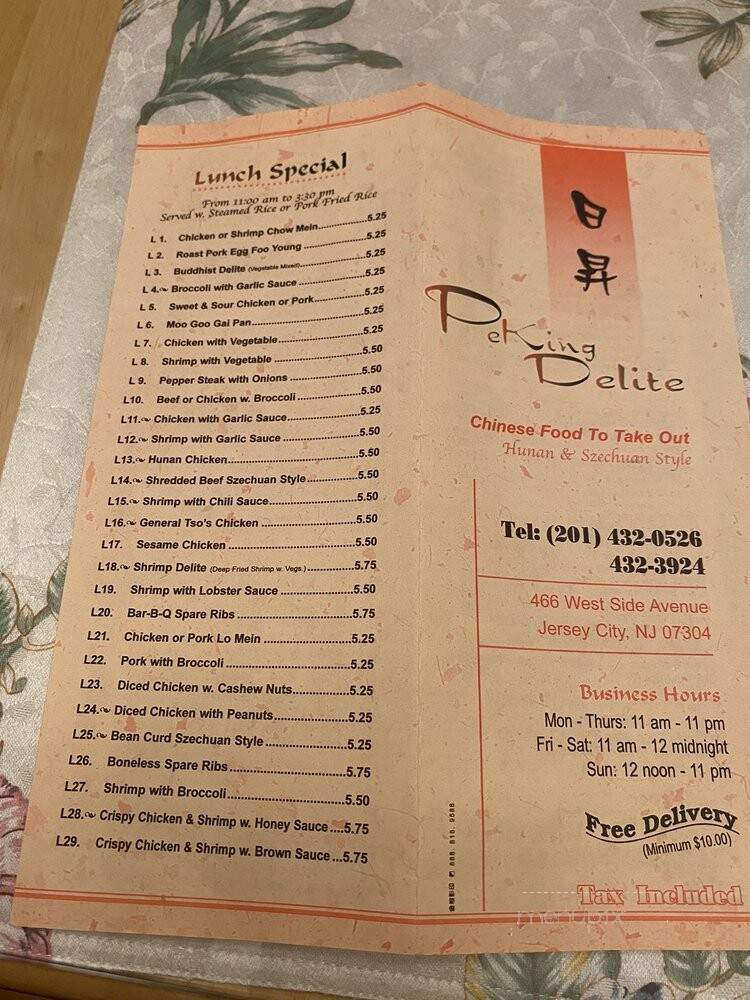 Lunch Special
From 11:00 am to 3:30 pm
Served w. Steamed Rice or Pork Fried Rice
L 1. Chicken or Shrimp Chow Mein...................5.25
L 2. Roast Pork Egg Foo Young ...................5.25
L 3. Buddhist Delite (Vegetable Mixed)...................5.25
L 4. Broccoli with Garlic Sauce ...................5.25
L 5. Sweet & Sour Chicken or Pork...................5.25
L 6. Moo Goo Gai Pan...................5.25
L 7. Chicken with Vegetable...................5.25
L 8. Shrimp with Vegetable ...................5.50
L 9. Pepper Steak with Onions ...................5.50
L10. Beef or Chicken w. Broccoli ...................5.50
L11. Chicken with Garlic Sauce...................5.25
L12. Shrimp with Garlic Sauce ...................5.50
L13. Hunan Chicken...................5.50
L14. Shredded Beef Szechuan Style...................5.50
L15. Shrimp with Chili Sauce...................5.50
L16. General Tso's Chicken ...................5.50
L17. Sesame Chicken ...................5.50
L18. Shrimp Delite (Deep Fried Shrimp w. Vegs.) ...................5.75
L19. Shrimp with Lobster Sauce ...................5.50
L20. Bar-B-Q Spare Ribs ...................5.75
L21. Chicken or Pork Lo Mein ...................5.25
L22. Pork with Broccoli ...................5.25
L23. Diced Chicken w. Cashew Nuts...................5.25
L24. Diced Chicken with Peanuts...................5.25
L25. Bean Curd Szechuan Style ...................5.25
L26. Boneless Spare Ribs ...................5.75
L27. Shrimp with Broccoli ...................5.50
L28. Crispy Chicken & Shrimp w. Honey Sauce ....5.75
L29. Crispy Chicken & Shrimp w. Brown Sauce ...5.75
日
昇
PeKing
Delite
Chinese Food To Take Out
Hunan & Szechuan Style
Tel: (201) 432-0526
432-3924
466 West Side Avenue
Jersey City, NJ 07304
Business Hours
Mon - Thurs: 11 am - 11 pm
Fri - Sat: 11 am - 12 midnight
Sun: 12 noon - 11 pm
Free Delivery
(Minimum $10.00)
Tax Included
888. 818. 9588
menupix